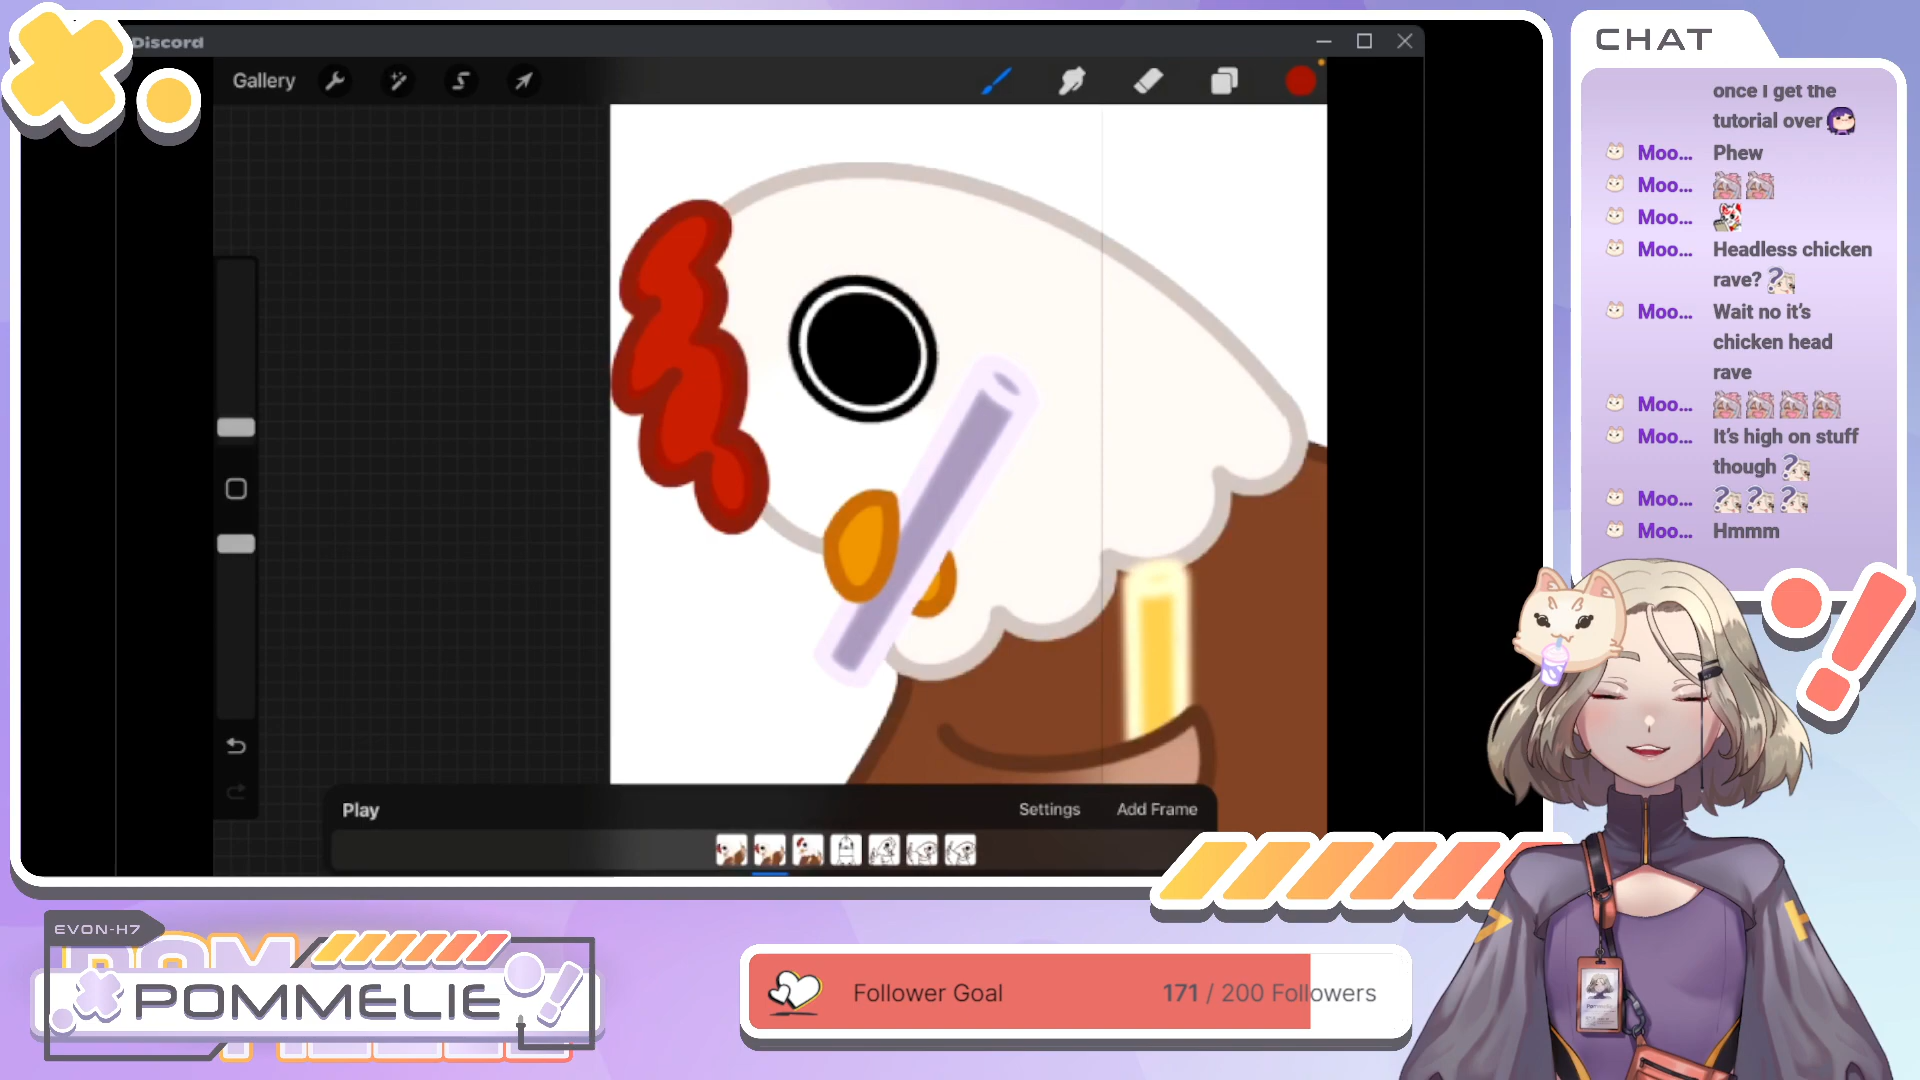 Discord
CHAT
Gallery
once I get the
tutorial over
Moo... Phew
Moo...
Moo...
Moo... Headless chicken
rave?
Moo... Wait no it's
chicken head
rave
Moo...
Moo... It's high on stuff
though
Moo...
Moo... Hmmm
Play
Settings
Add Frame
EVON-H7
POMMELIE
Follower Goal
171 / 200 Followers